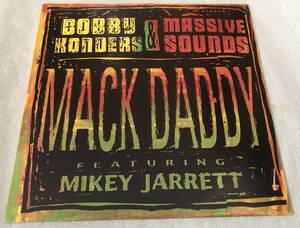 BOBBY KONDERS & MASSIVE SOUNDS
MACK DADDY
FEATURING
MIKEY JARRETT